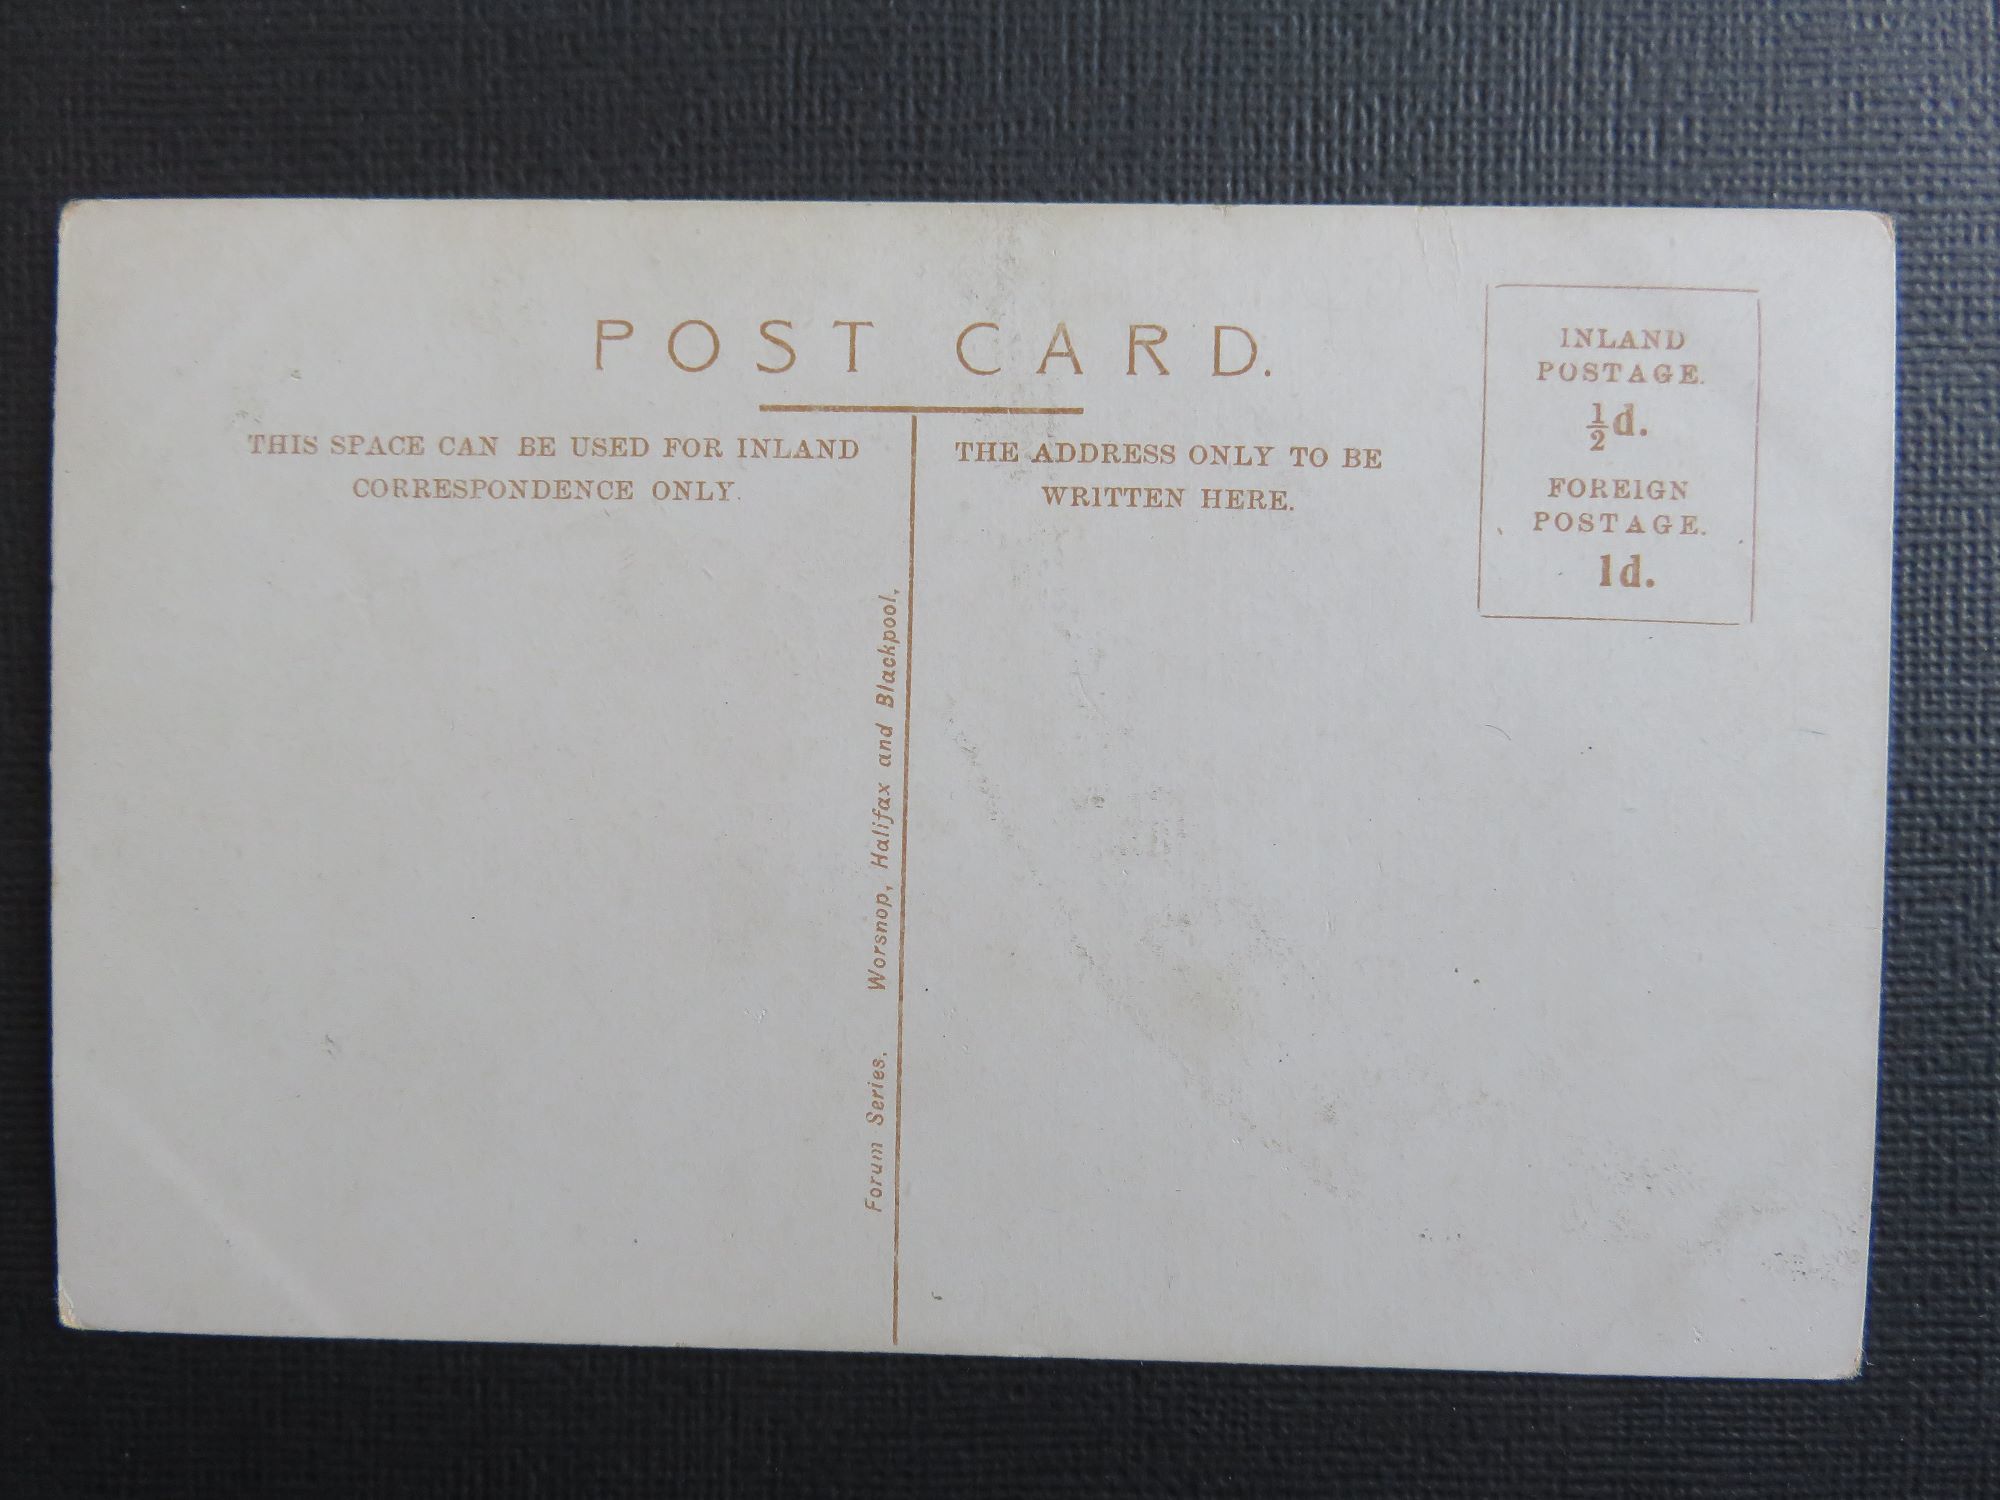 POST CARD.
THIS SPACE CAN BE USED FOR INLAND
CORRESPONDENCE ONLY.
THE ADDRESS ONLY TO BE
WRITTEN HERE.
INLAND
POSTAGE.
½d.
FOREIGN
POSTAGE.
1d.
Forum Series. Worsnop, Halifax and Blackpool.